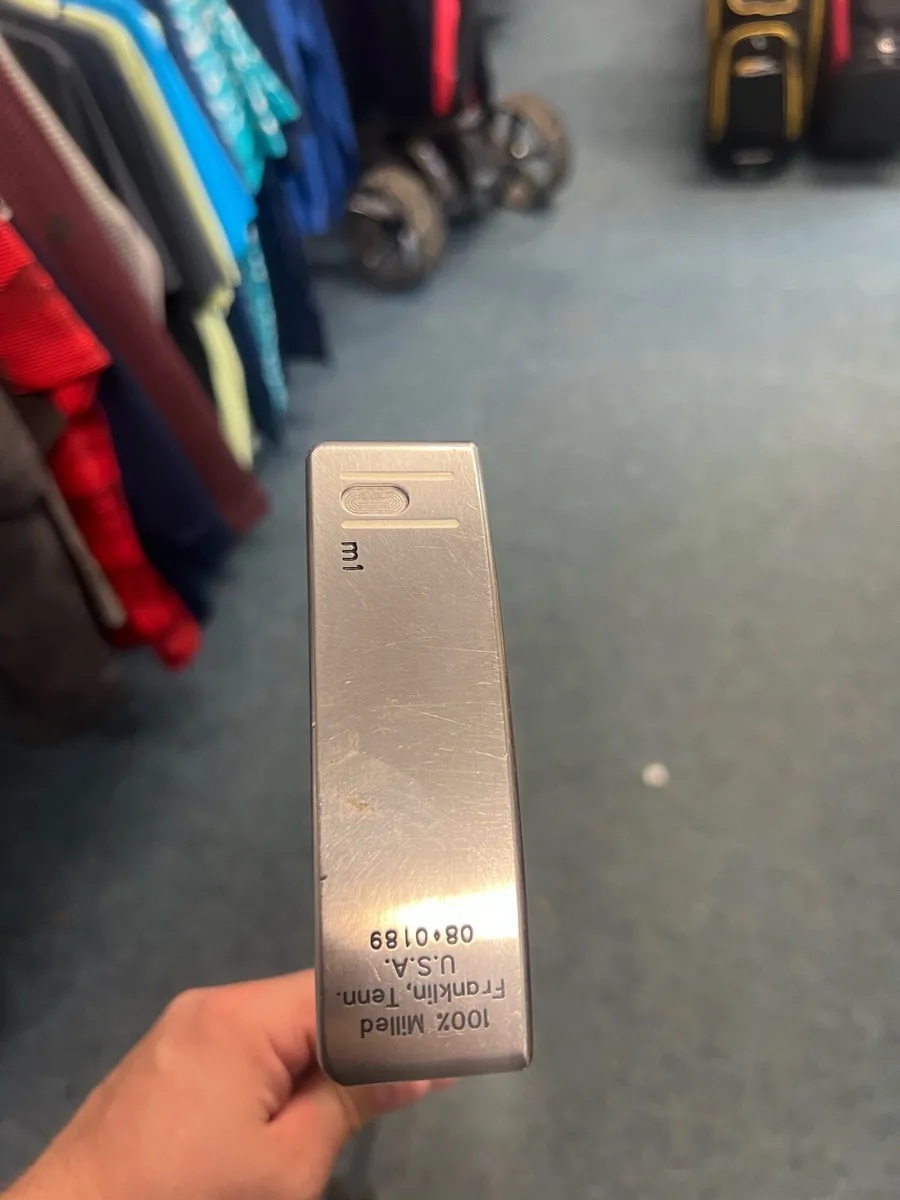 m1
100% Milled
Franklin, Tenn.
U.S.A.
08♦0189